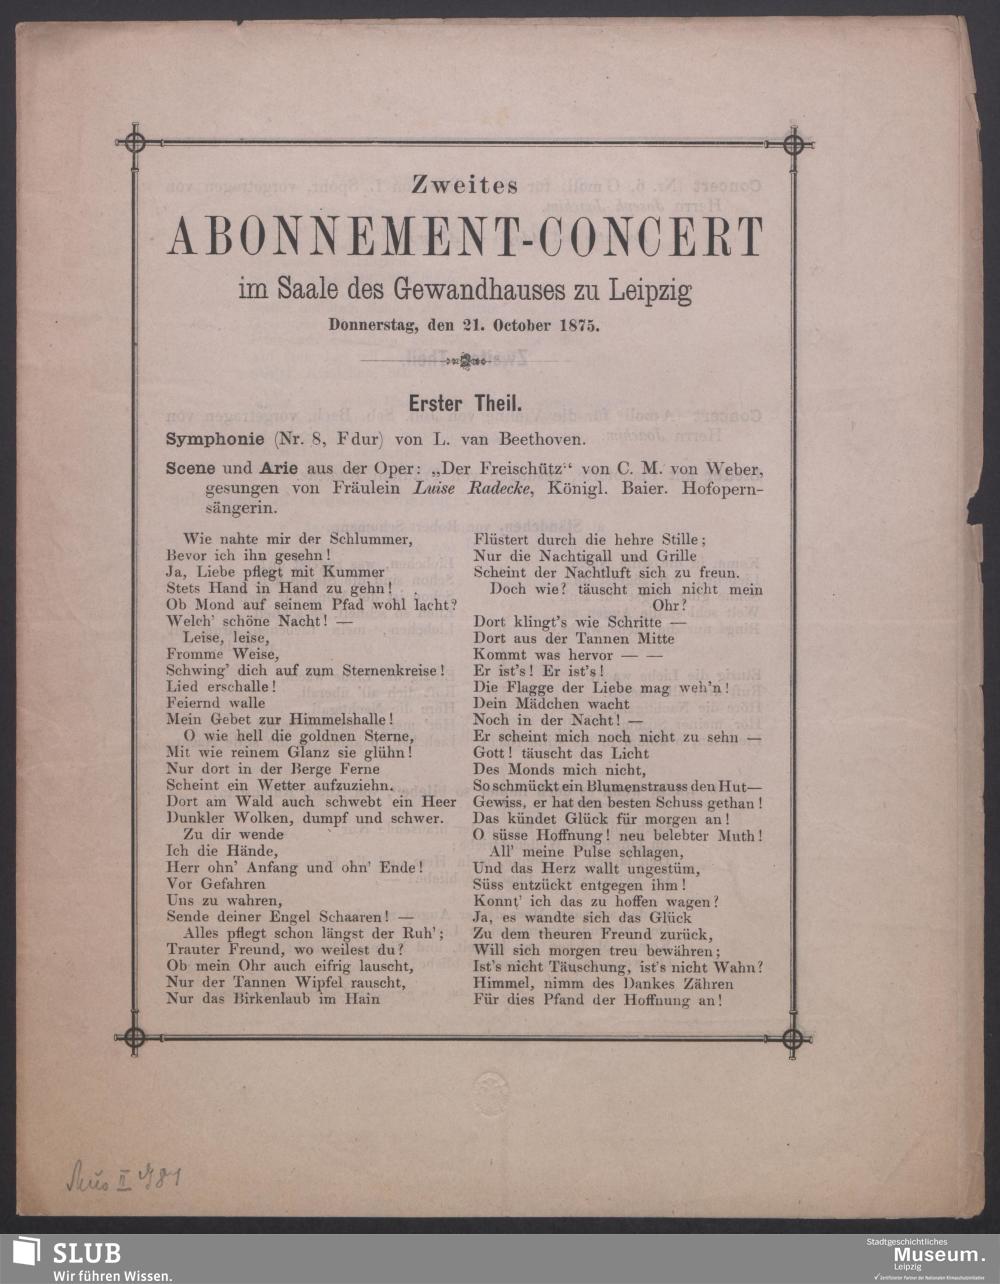 Zweites
ABONNEMENT-CONCERT
im Saale des Gewandhauses zu Leipzig
Donnerstag, den 21. October 1875.
Erster Theil.
Symphonie (Nr. 8, Fdur) von L. van Beethoven.
Scene und Arie aus der Oper: „Der Freischütz“ von C. M. von Weber,
gesungen von Fräulein Luise Radecke, Königl. Baier. Hofopern-
sängerin.
Wie nahte mir der Schlummer,
Bevor ich ihn gesehn!
Ja, Liebe pflegt mit Kummer
Stets Hand in Hand zu gehn!
Ob Mond auf seinem Pfad wohl lacht?
Welch' schöne Nacht! —
Leise, leise,
Fromme Weise,
Schwing' dich auf zum Sternenkreise!
Lied erschalle!
Feiernd walle
Mein Gebet zur Himmelshalle!
O wie hell die goldnen Sterne,
Mit wie reinem Glanz sie glühn!
Nur dort in der Berge Ferne
Scheint ein Wetter aufzuziehn.
Dort am Wald auch schwebt ein Heer
Dunkler Wolken, dumpf und schwer.
Zu dir wende
Ich die Hände,
Herr ohn' Anfang und ohn' Ende!
Vor Gefahren
Uns zu wahren,
Sende deiner Engel Schaaren! —
Alles pflegt schon längst der Ruh';
Trauter Freund, wo weilest du?
Ob mein Ohr auch eifrig lauscht,
Nur der Tannen Wipfel rauscht,
Nur das Birkenlaub im Hain
Flüstert durch die hehre Stille;
Nur die Nachtigall und Grille
Scheint der Nachtluft sich zu freun.
Doch wie? täuscht mich nicht mein
Ohr?
Dort klingt's wie Schritte —
Dort aus der Tannen Mitte
Kommt was hervor — —
Er ist's! Er ist's!
Die Flagge der Liebe mag weh'n!
Dein Mädchen wacht
Noch in der Nacht! —
Er scheint mich noch nicht zu sehn —
Gott! täuscht das Licht
Des Monds mich nicht,
So schmückt ein Blumenstrauss den Hut—
Gewiss, er hat den besten Schuss gethan!
Das kündet Glück für morgen an!
O süsse Hoffnung! neu belebter Muth!
All' meine Pulse schlagen,
Und das Herz wallt ungestüm,
Süss entzückt entgegen ihm!
Konnt' ich das zu hoffen wagen?
Ja, es wandte sich das Glück
Zu dem theuren Freund zurück,
Will sich morgen treu bewähren;
Ist's nicht Täuschung, ist's nicht Wahn?
Himmel, nimm des Dankes Zähren
Für dies Pfand der Hoffnung an!
SLUB
Wir führen Wissen.
Stadtgeschichtliches
Museum.
Leipzig
Zertifizierter Partner der Nationalen Klimaschutzinitiative